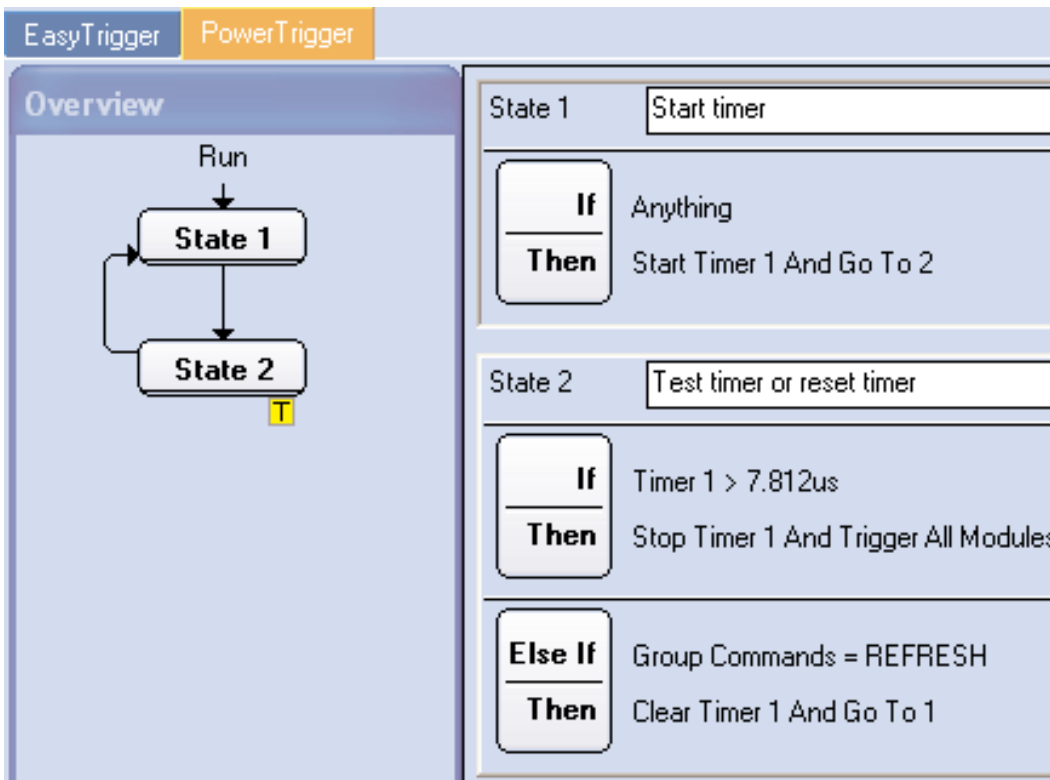 EasyTrigger PowerTrigger
Overview
Run
State 1
State 2
T
State 1 Start timer
If Anything
Then Start Timer 1 And Go To 2
State 2 Test timer or reset timer
If Timer 1 > 7.812us
Then Stop Timer 1 And Trigger All Modules
Else If Group Commands = REFRESH
Then Clear Timer 1 And Go To 1